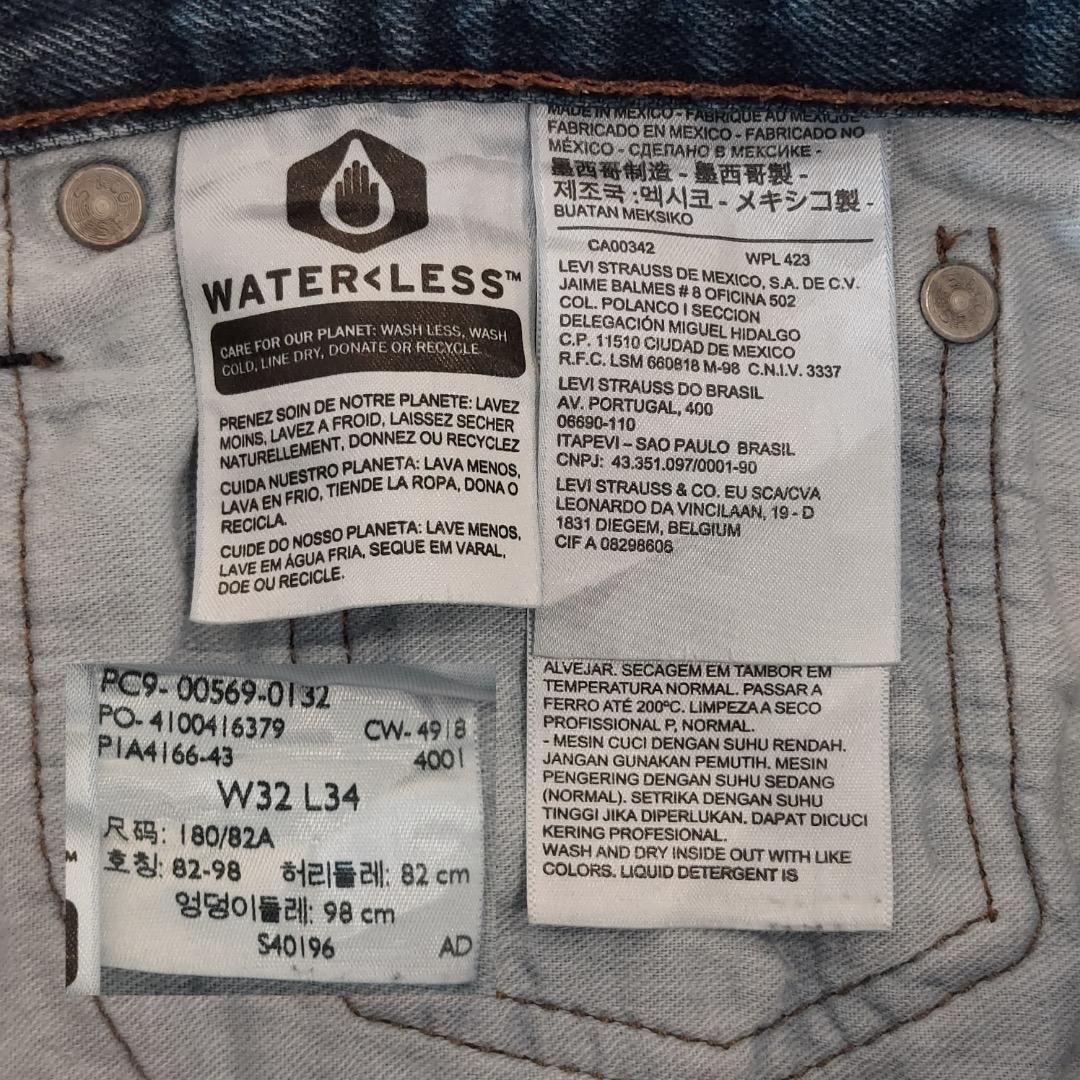 WATER<LESS™
CARE FOR OUR PLANET: WASH LESS, WASH
COLD, LINE DRY, DONATE OR RECYCLE.
PRENEZ SOIN DE NOTRE PLANETE: LAVEZ
MOINS, LAVEZ A FROID, LAISSEZ SECHER
NATURELLEMENT, DONNEZ OU RECYCLEZ
CUIDA NUESTRO PLANETA: LAVA MENOS,
LAVA EN FRIO, TIENDE LA ROPA, DONA O
RECICLA.
CUIDE DO NOSSO PLANETA: LAVE MENOS,
LAVE EM ÁGUA FRIA, SEQUE EM VARAL,
DOE OU RECICLE.
MADE IN MEXICO - FABRIQUE AU MEXIQUE -
FABRICADO EN MEXICO - FABRICADO NO
MÉXICO - СДЕЛАНО В МЕКСИКЕ -
墨西哥制造 - 墨西哥製 -
제조국 :멕시코 - メキシコ製 -
BUATAN MEKSIKO
CA00342 WPL 423
LEVI STRAUSS DE MEXICO, S.A. DE C.V.
JAIME BALMES # 8 OFICINA 502
COL. POLANCO I SECCION
DELEGACIÓN MIGUEL HIDALGO
C.P. 11510 CIUDAD DE MEXICO
R.F.C. LSM 660818 M-98 C.N.I.V. 3337
LEVI STRAUSS DO BRASIL
AV. PORTUGAL, 400
06690-110
ITAPEVI – SAO PAULO BRASIL
CNPJ: 43.351.097/0001-90
LEVI STRAUSS & CO. EU SCA/CVA
LEONARDO DA VINCILAAN, 19 - D
1831 DIEGEM, BELGIUM
CIF A 08298606
ALVEJAR. SECAGEM EM TAMBOR EM
TEMPERATURA NORMAL. PASSAR A
FERRO ATÉ 200ºC. LIMPEZA A SECO
PROFISSIONAL P, NORMAL.
- MESIN CUCI DENGAN SUHU RENDAH.
JANGAN GUNAKAN PEMUTIH. MESIN
PENGERING DENGAN SUHU SEDANG
(NORMAL). SETRIKA DENGAN SUHU
TINGGI JIKA DIPERLUKAN. DAPAT DICUCI
KERING PROFESIONAL.
WASH AND DRY INSIDE OUT WITH LIKE
COLORS. LIQUID DETERGENT IS
PC9- 00569-0132
PO- 4100416379 CW- 4918
P1A4166-43 4001
W32 L34
尺码: 180/82A
호칭: 82-98 허리둘레: 82 cm
엉덩이둘레: 98 cm
S40196 AD